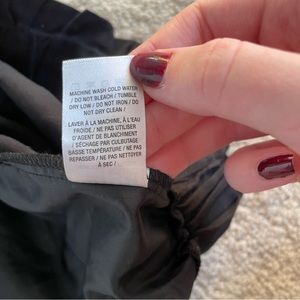 MACHINE WASH COLD WATER
/ DO NOT BLEACH / TUMBLE
DRY LOW / DO NOT IRON / DO
NOT DRY CLEAN /
LAVER À LA MACHINE, À L'EAU
FROIDE / NE PAS UTILISER
D'AGENT DE BLANCHIMENT
/ SÉCHAGE PAR CULBUTAGE
BASSE TEMPÉRATURE / NE PAS
REPASSER / NE PAS NETTOYER
À SEC /